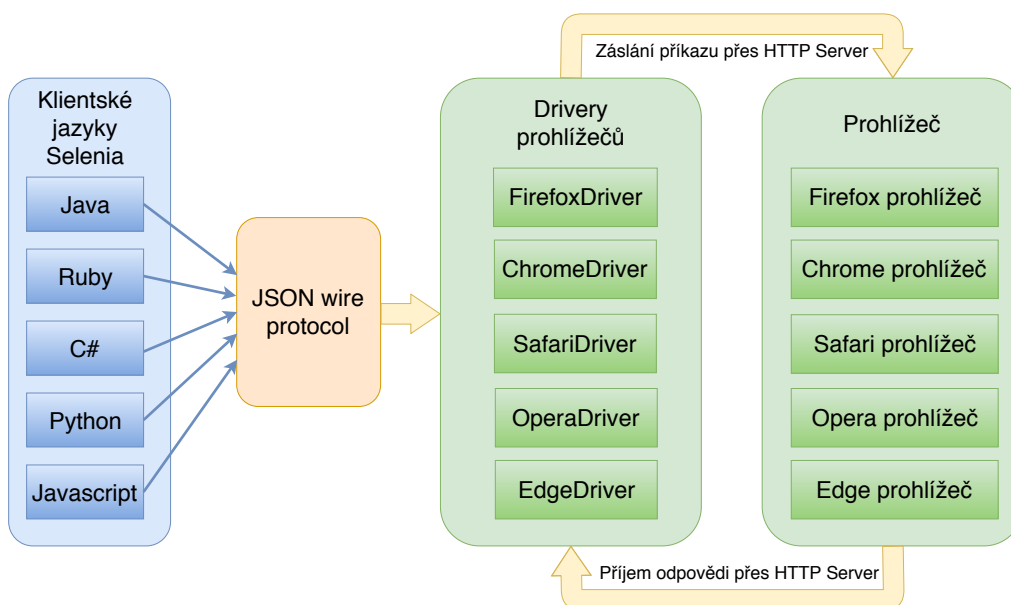 Klientské
jazyky
Selenia
Java
Ruby
C#
Python
Javascript
JSON wire
protocol
Záslání příkazu přes HTTP Server
Drivery
prohlížečů
FirefoxDriver
ChromeDriver
SafariDriver
OperaDriver
EdgeDriver
Prohlížeč
Firefox prohlížeč
Chrome prohlížeč
Safari prohlížeč
Opera prohlížeč
Edge prohlížeč
Příjem odpovědi přes HTTP Server